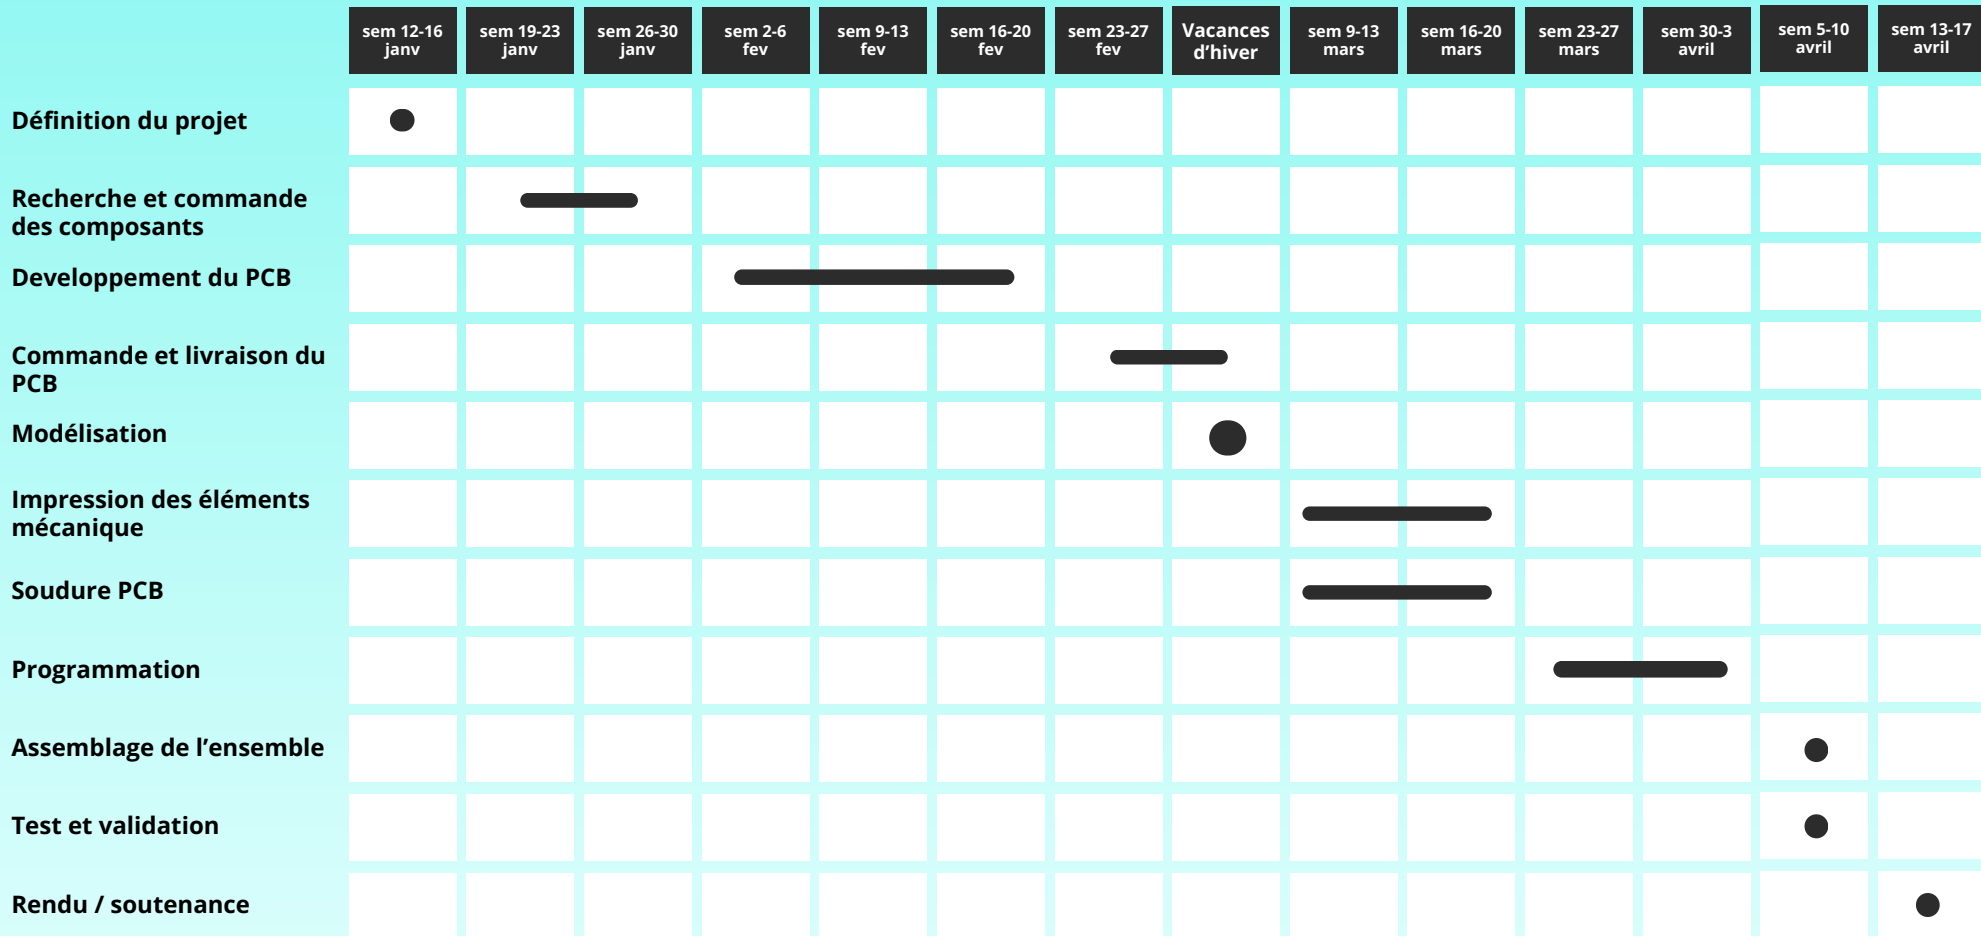 sem 12-16
janv
sem 19-23
janv
sem 26-30
janv
sem 2-6
fev
sem 9-13
fev
sem 16-20
fev
sem 23-27
fev
Vacances
d’hiver
sem 9-13
mars
sem 16-20
mars
sem 23-27
mars
sem 30-3
avril
sem 5-10
avril
sem 13-17
avril
Définition du projet
Recherche et commande
des composants
Developpement du PCB
Commande et livraison du
PCB
Modélisation
Impression des éléments
mécanique
Soudure PCB
Programmation
Assemblage de l’ensemble
Test et validation
Rendu / soutenance